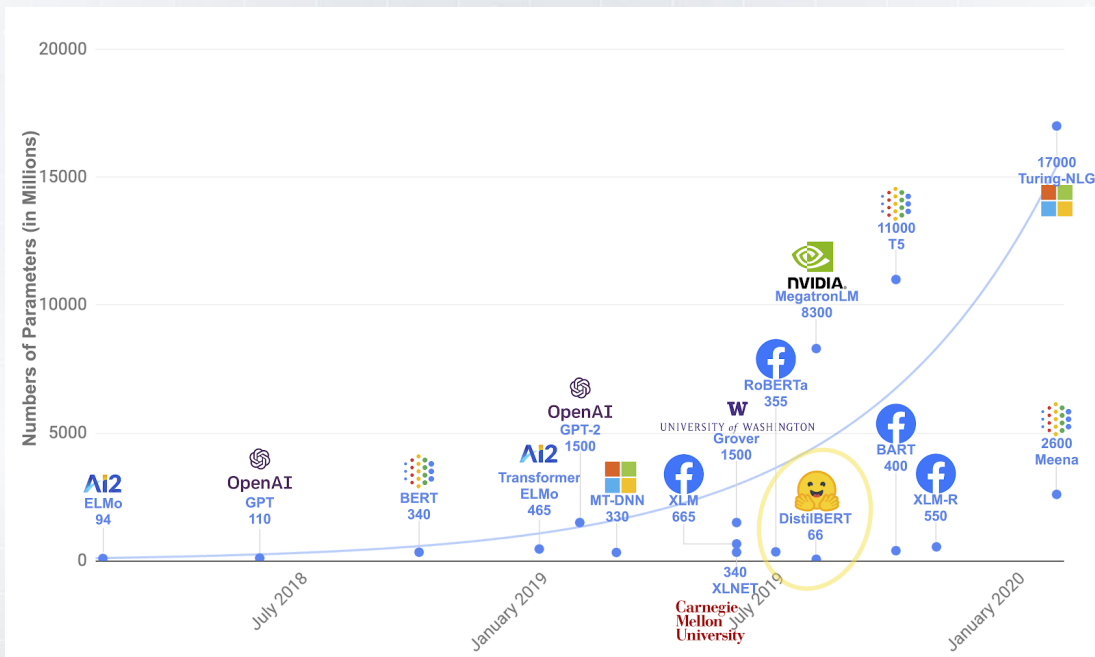 Numbers of Parameters (in Millions)
20000
15000
10000
5000
0
Ai2
ELMo
94
OpenAI
GPT
110
BERT
340
Ai2
Transformer
ELMo
465
OpenAI
GPT-2
1500
MT-DNN
330
XLM
665
W
UNIVERSITY of WASHINGTON
Grover
1500
340
XLNET
Carnegie
Mellon
University
RoBERTa
355
NVIDIA.
MegatronLM
8300
DistilBERT
66
11000
T5
BART
400
XLM-R
550
17000
Turing-NLG
2600
Meena
July 2018
January 2019
July 2019
January 2020